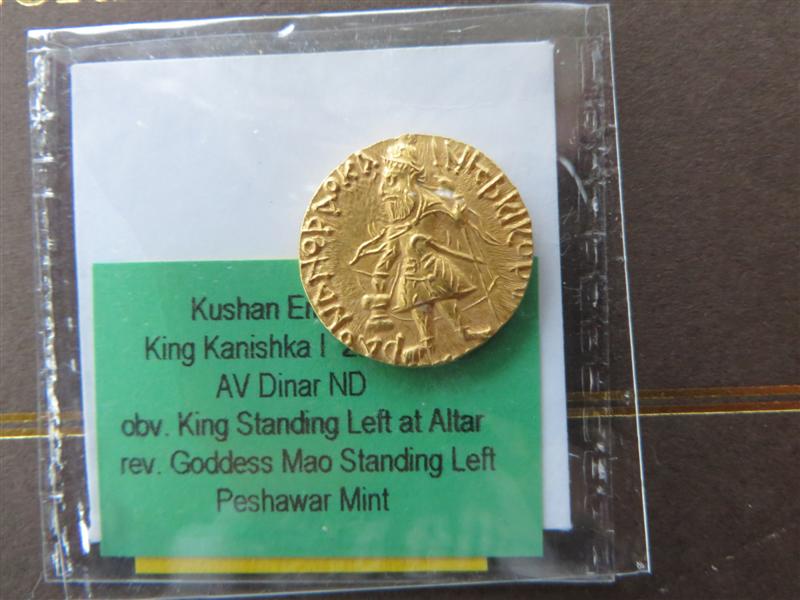 Kushan
King Kanishka I
AV Dinar ND
obv. King Standing Left at Altar
rev. Goddess Mao Standing Left
Peshawar Mint
ϷAONANOϷAOKA